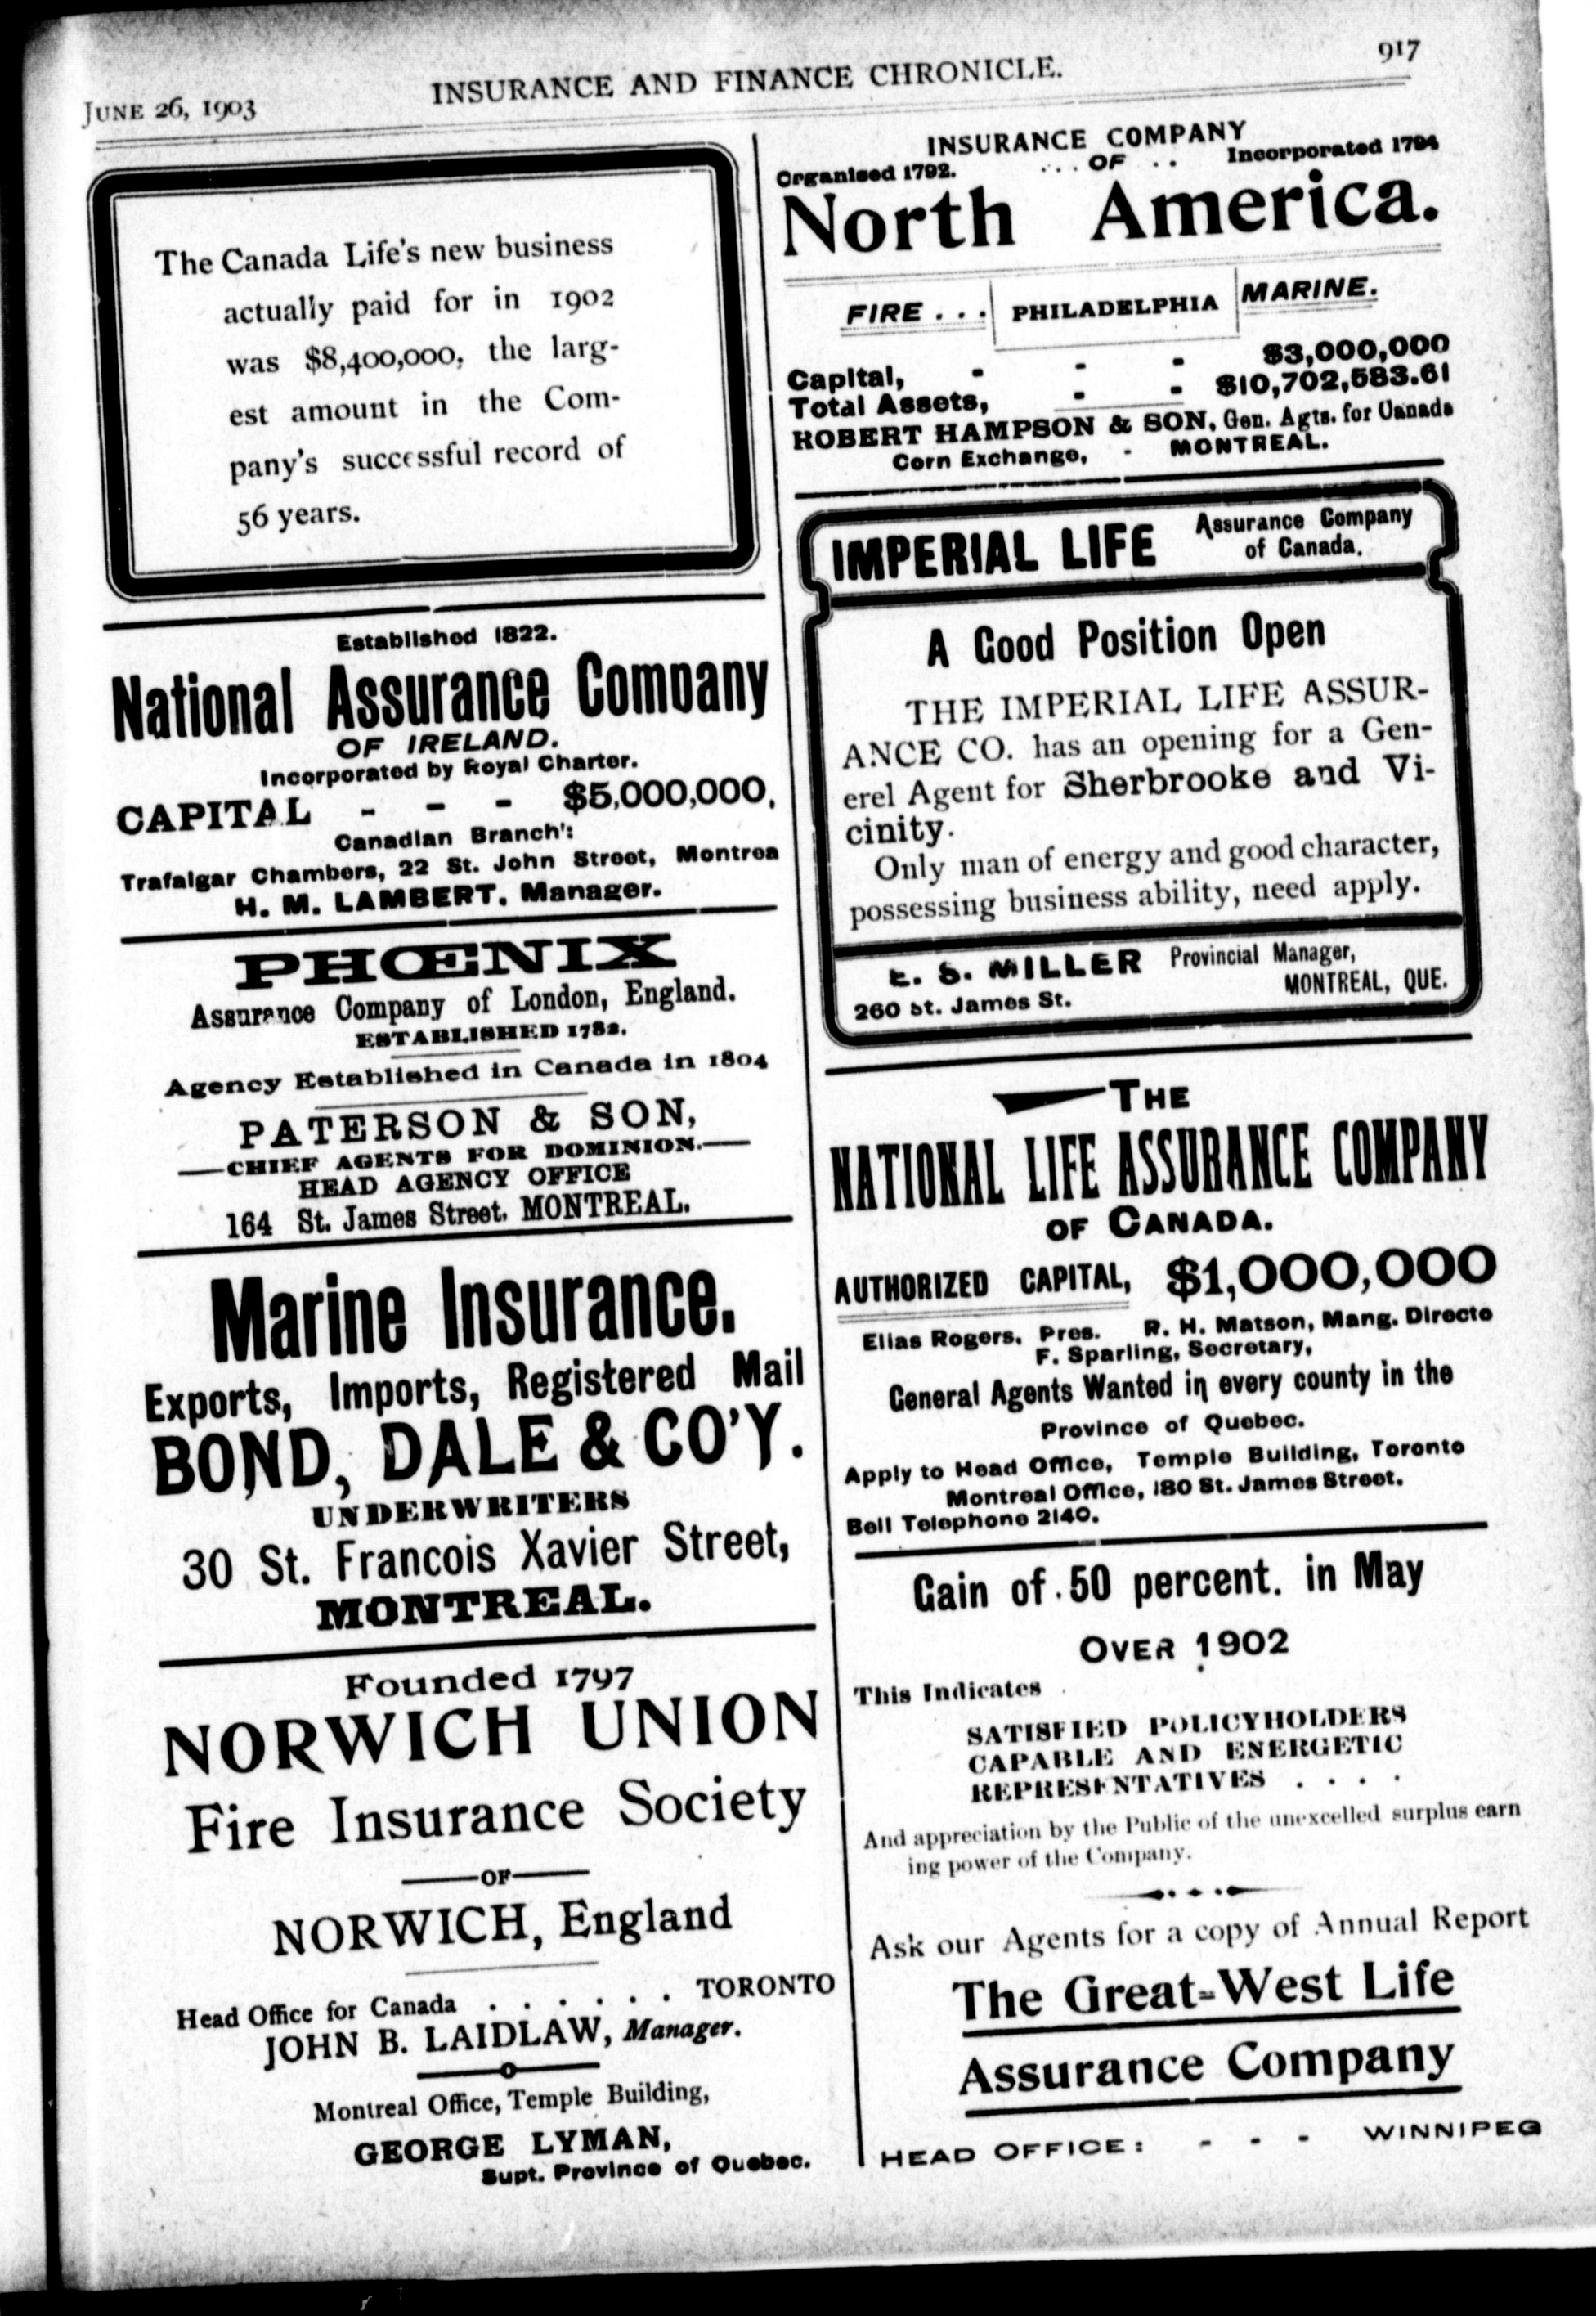 JUNE 26, 1903 INSURANCE AND FINANCE CHRONICLE. 917
The Canada Life's new business
actually paid for in 1902
was $8,400,000, the larg-
est amount in the Com-
pany's successful record of
56 years.
Established 1822.
National Assurance Company
OF IRELAND.
Incorporated by Royal Charter.
CAPITAL - - - $5,000,000,
Canadian Branch':
Trafalgar Chambers, 22 St. John Street, Montrea
H. M. LAMBERT, Manager.
PHŒNIX
Assurance Company of London, England.
ESTABLISHED 1782.
Agency Established in Canada in 1804
PATERSON & SON,
—CHIEF AGENTS FOR DOMINION.—
HEAD AGENCY OFFICE
164 St. James Street. MONTREAL.
Marine Insurance.
Exports, Imports, Registered Mail
BOND, DALE & CO'Y.
UNDERWRITERS
30 St. Francois Xavier Street,
MONTREAL.
Founded 1797
NORWICH UNION
Fire Insurance Society
—OF—
NORWICH, England
Head Office for Canada . . . . . . TORONTO
JOHN B. LAIDLAW, Manager.
Montreal Office, Temple Building,
GEORGE LYMAN,
Supt. Province of Quebec.
INSURANCE COMPANY
Organised 1792. . . . OF . . Incorporated 1794
North America.
FIRE . . . PHILADELPHIA MARINE.
Capital, - - - $3,000,000
Total Assets, - - $10,702,583.61
ROBERT HAMPSON & SON, Gen. Agts. for Canada
Corn Exchange, - MONTREAL.
IMPERIAL LIFE Assurance Company
of Canada.
A Good Position Open
THE IMPERIAL LIFE ASSUR-
ANCE CO. has an opening for a Gen-
erel Agent for Sherbrooke and Vi-
cinity.
Only man of energy and good character,
possessing business ability, need apply.
E. S. MILLER Provincial Manager,
260 St. James St. MONTREAL, QUE.
THE
NATIONAL LIFE ASSURANCE COMPANY
OF CANADA.
AUTHORIZED CAPITAL, $1,000,000
Elias Rogers, Pres. R. H. Matson, Mang. Directo
F. Sparling, Secretary,
General Agents Wanted in every county in the
Province of Quebec.
Apply to Head Office, Temple Building, Toronto
Montreal Office, 180 St. James Street.
Bell Telephone 2140.
Gain of 50 percent. in May
OVER 1902
This Indicates
SATISFIED POLICYHOLDERS
CAPABLE AND ENERGETIC
REPRESENTATIVES . . . .
And appreciation by the Public of the unexcelled surplus earn
ing power of the Company.
Ask our Agents for a copy of Annual Report
The Great-West Life
Assurance Company
HEAD OFFICE: - - - WINNIPEG